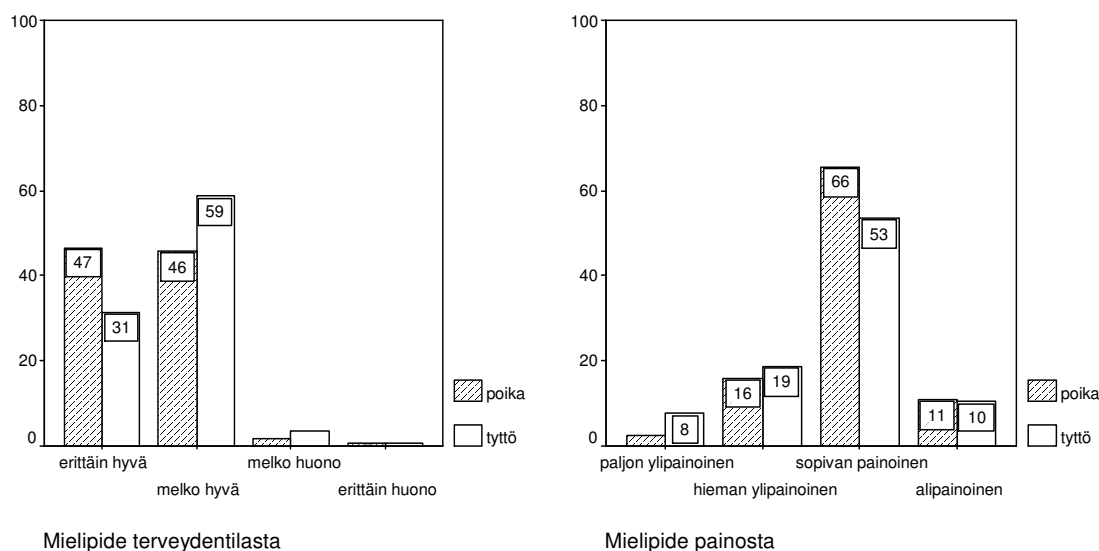 100
80
60
40
20
0
47
31
46
59
poika
tyttö
erittäin hyvä
melko huono
melko hyvä
erittäin huono
Mielipide terveydentilasta
100
80
60
40
20
0
8
16
19
66
53
11
10
poika
tyttö
paljon ylipainoinen
sopivan painoinen
hieman ylipainoinen
alipainoinen
Mielipide painosta